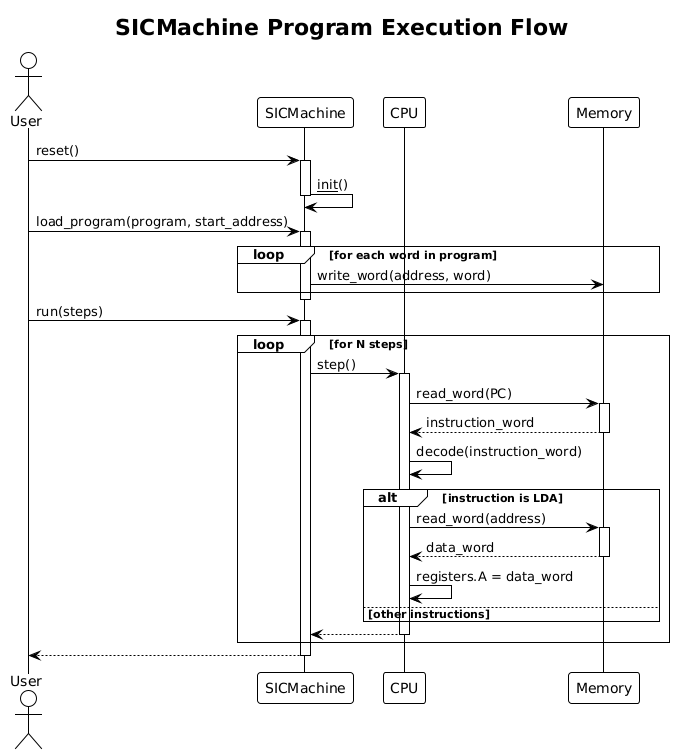 SICMachine Program Execution Flow
User
SICMachine
CPU
Memory
reset()
init()
load_program(program, start_address)
loop
[for each word in program]
write_word(address, word)
run(steps)
loop
[for N steps]
step()
read_word(PC)
instruction_word
decode(instruction_word)
alt
[instruction is LDA]
read_word(address)
data_word
registers.A = data_word
[other instructions]
User
SICMachine
CPU
Memory